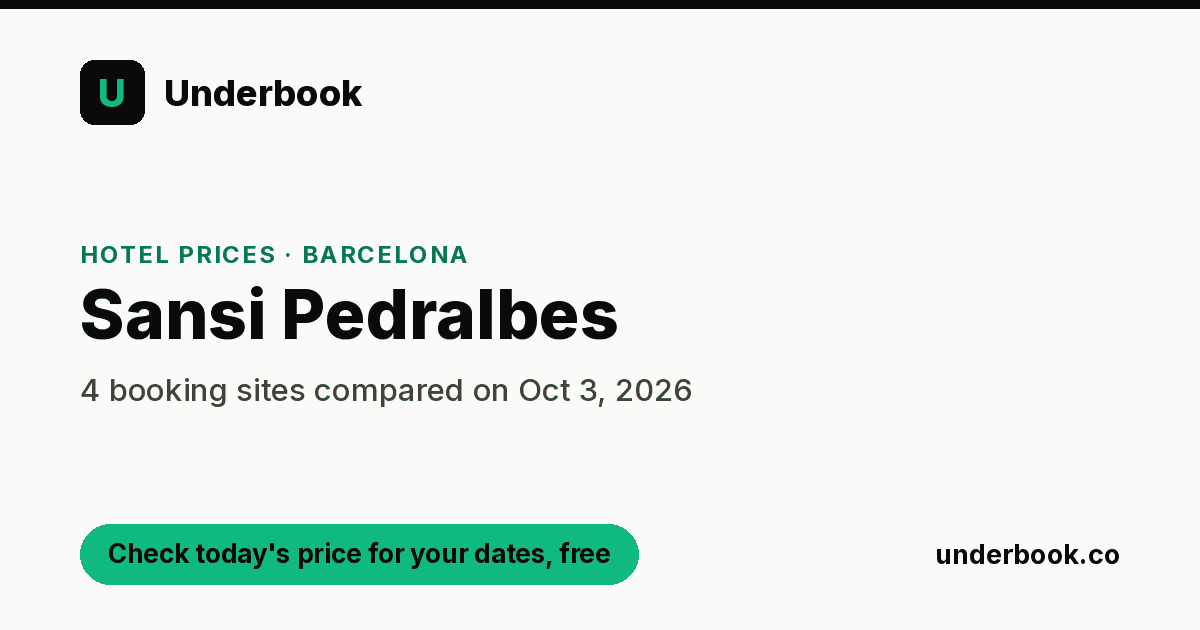 U Underbook
HOTEL PRICES · BARCELONA
Sansi Pedralbes
4 booking sites compared on Oct 3, 2026
Check today's price for your dates, free
underbook.co